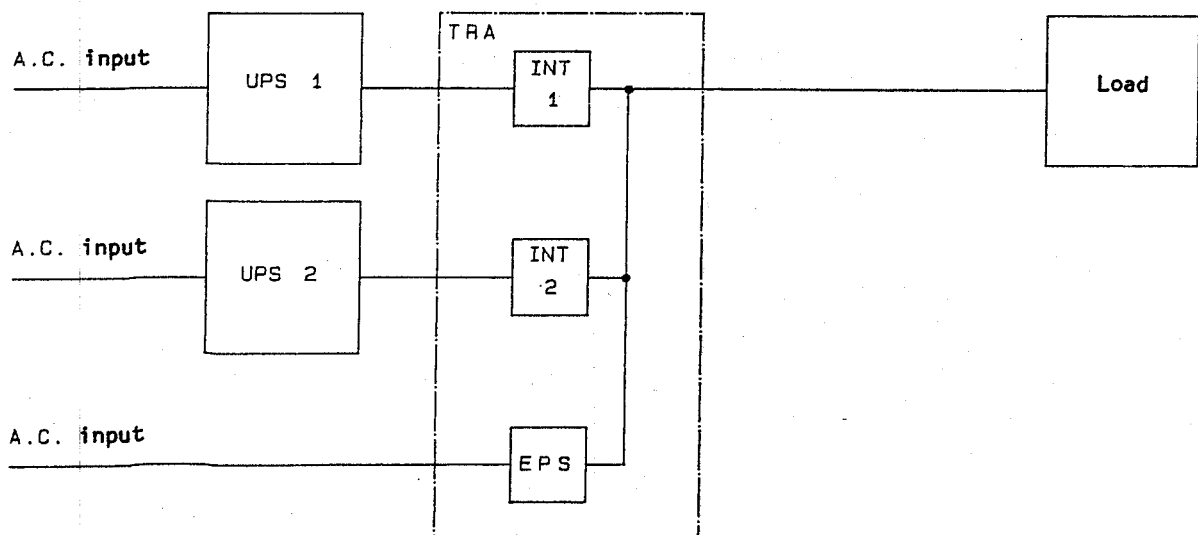 TRA
A.C. input
UPS 1
INT
1
Load
A.C. input
UPS 2
INT
2
A.C. input
EPS